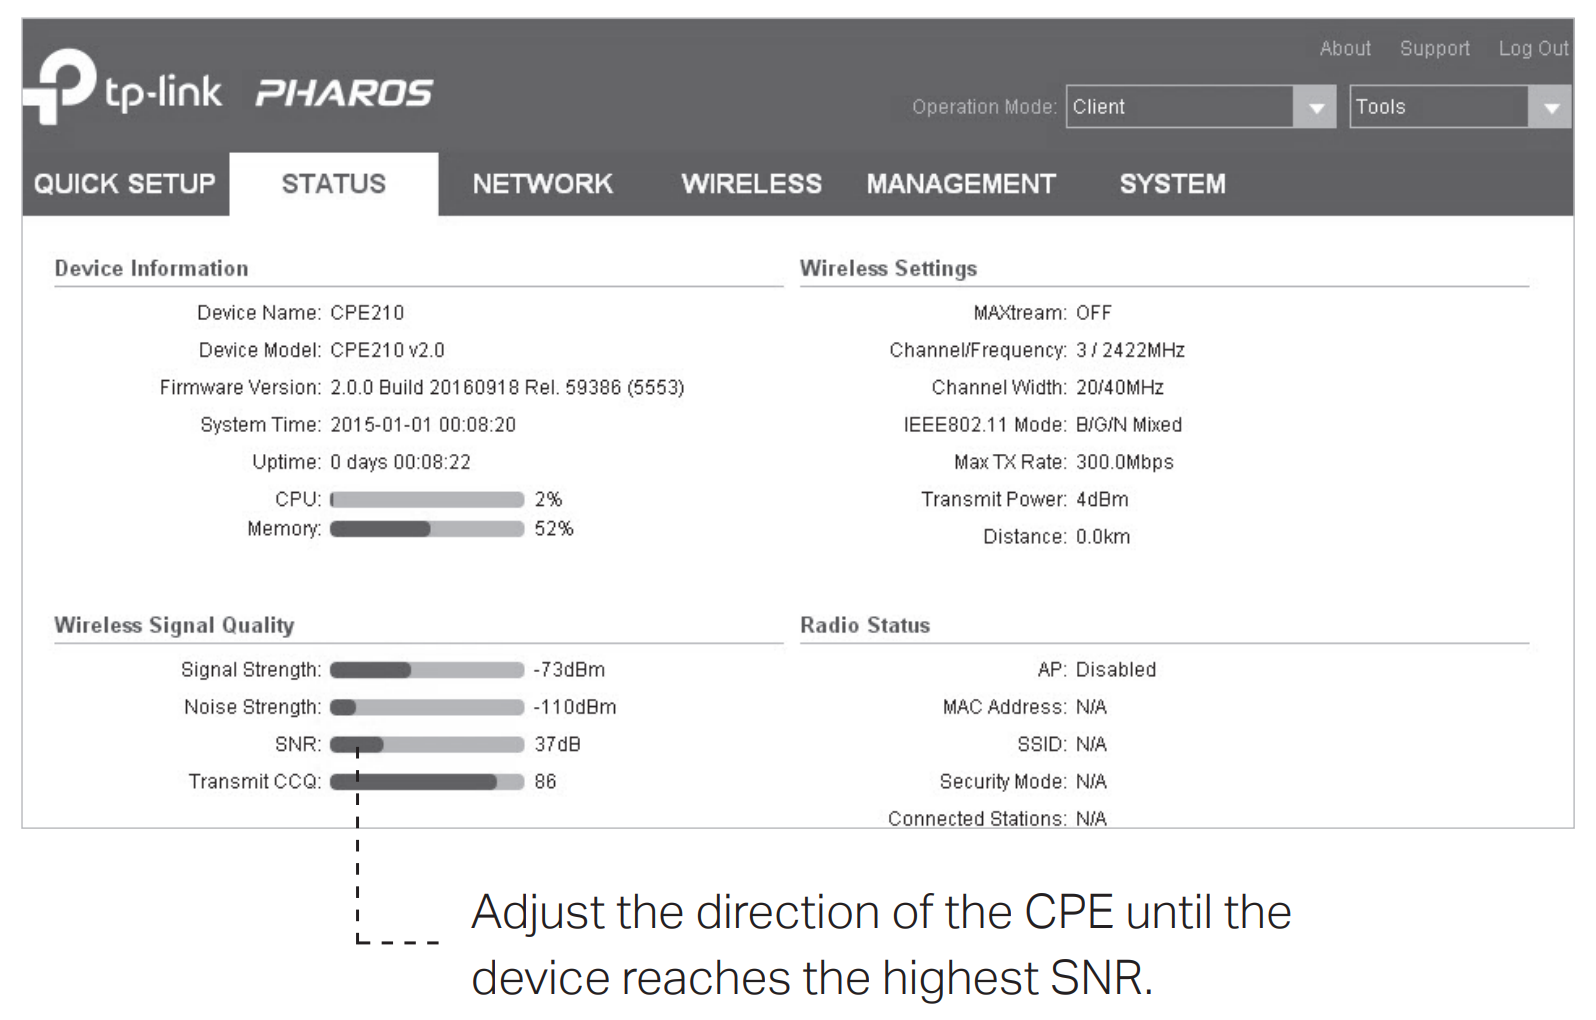 About Support Log Out
tp-link PHAROS
Operation Mode: Client Tools
QUICK SETUP STATUS NETWORK WIRELESS MANAGEMENT SYSTEM
Device Information
Device Name: CPE210
Device Model: CPE210 v2.0
Firmware Version: 2.0.0 Build 20160918 Rel. 59386 (5553)
System Time: 2015-01-01 00:08:20
Uptime: 0 days 00:08:22
CPU: 2%
Memory: 52%
Wireless Settings
MAXtream: OFF
Channel/Frequency: 3 / 2422MHz
Channel Width: 20/40MHz
IEEE802.11 Mode: B/G/N Mixed
Max TX Rate: 300.0Mbps
Transmit Power: 4dBm
Distance: 0.0km
Wireless Signal Quality
Signal Strength: -73dBm
Noise Strength: -110dBm
SNR: 37dB
Transmit CCQ: 86
Radio Status
AP: Disabled
MAC Address: N/A
SSID: N/A
Security Mode: N/A
Connected Stations: N/A
Adjust the direction of the CPE until the
device reaches the highest SNR.